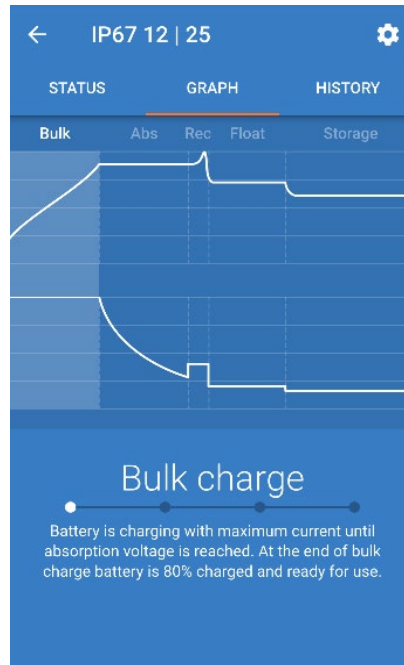 IP67 12 | 25
STATUS GRAPH HISTORY
Bulk Abs Rec Float Storage
Bulk charge
Battery is charging with maximum current until
absorption voltage is reached. At the end of bulk
charge battery is 80% charged and ready for use.